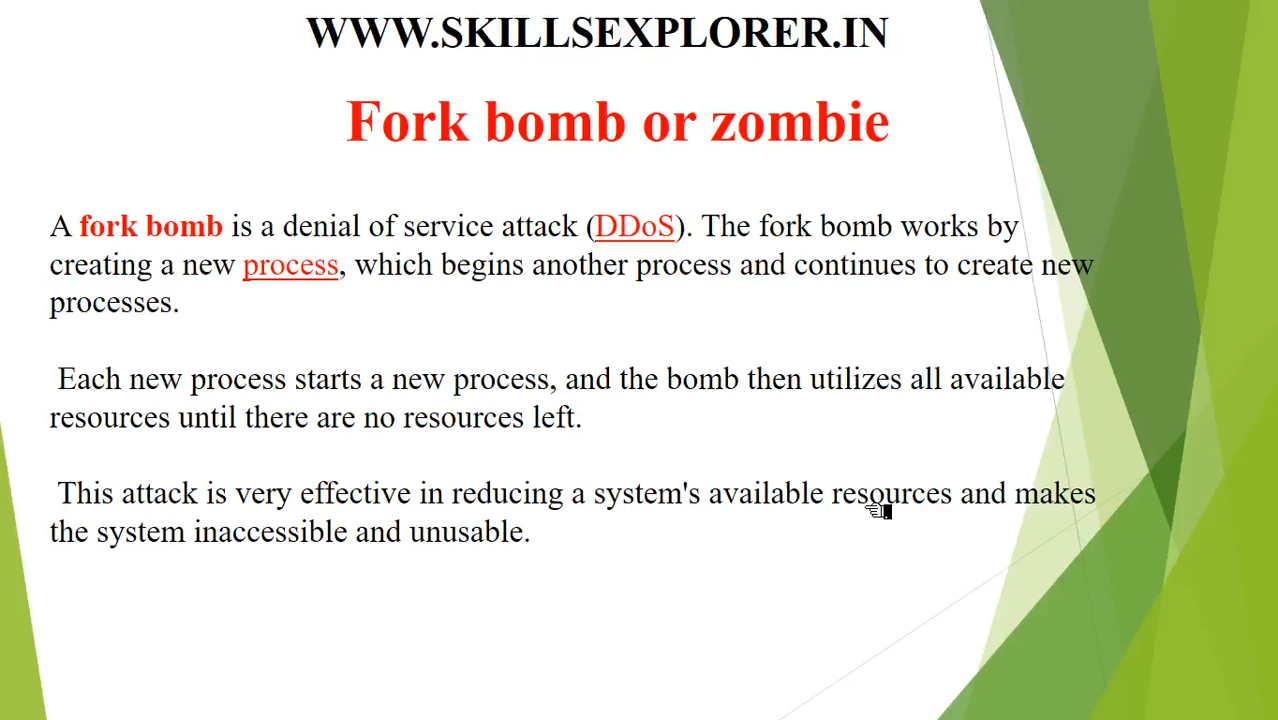 WWW.SKILLSEXPLORER.IN
Fork bomb or zombie
A fork bomb is a denial of service attack (DDoS). The fork bomb works by
creating a new process, which begins another process and continues to create new
processes.
Each new process starts a new process, and the bomb then utilizes all available
resources until there are no resources left.
This attack is very effective in reducing a system's available resources and makes
the system inaccessible and unusable.